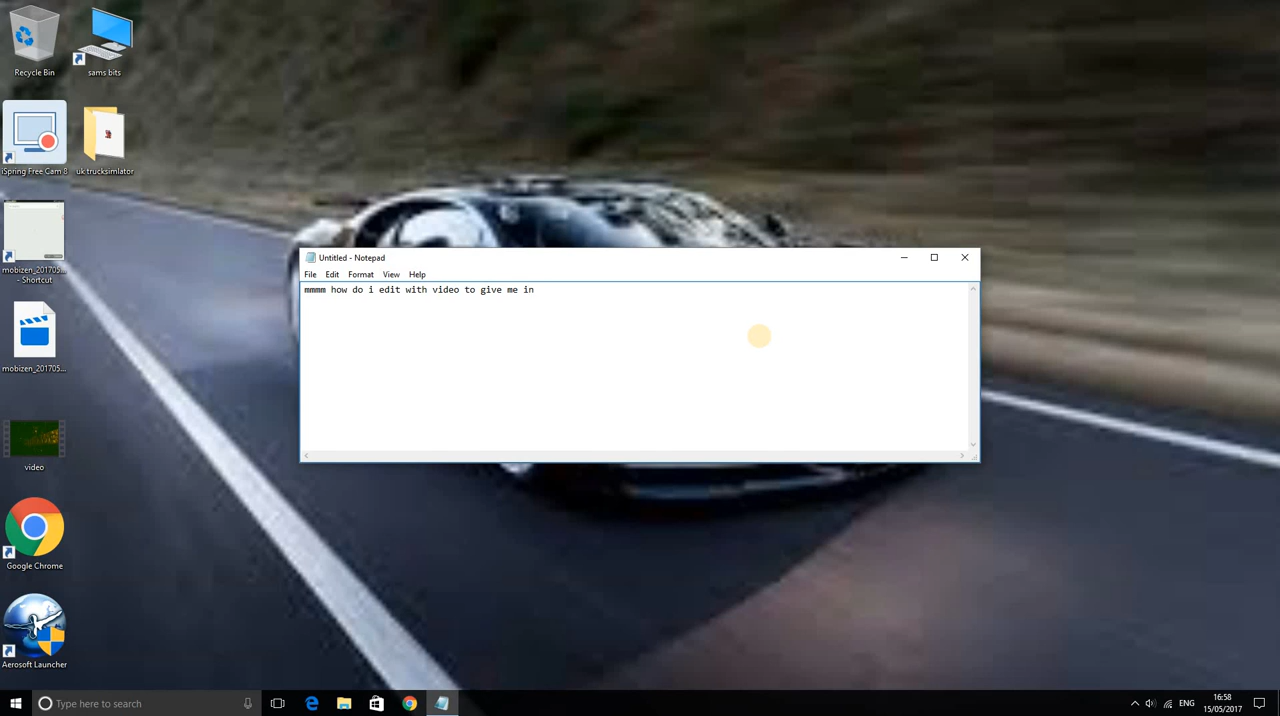 Recycle Bin
sams bits
iSpring Free Cam 8
uk trucksimlator
mobizen_201705...
- Shortcut
mobizen_201705...
video
Google Chrome
Aerosoft Launcher
Untitled - Notepad
File Edit Format View Help
mmmm how do i edit with video to give me in
Type here to search
ENG
16:58
15/05/2017